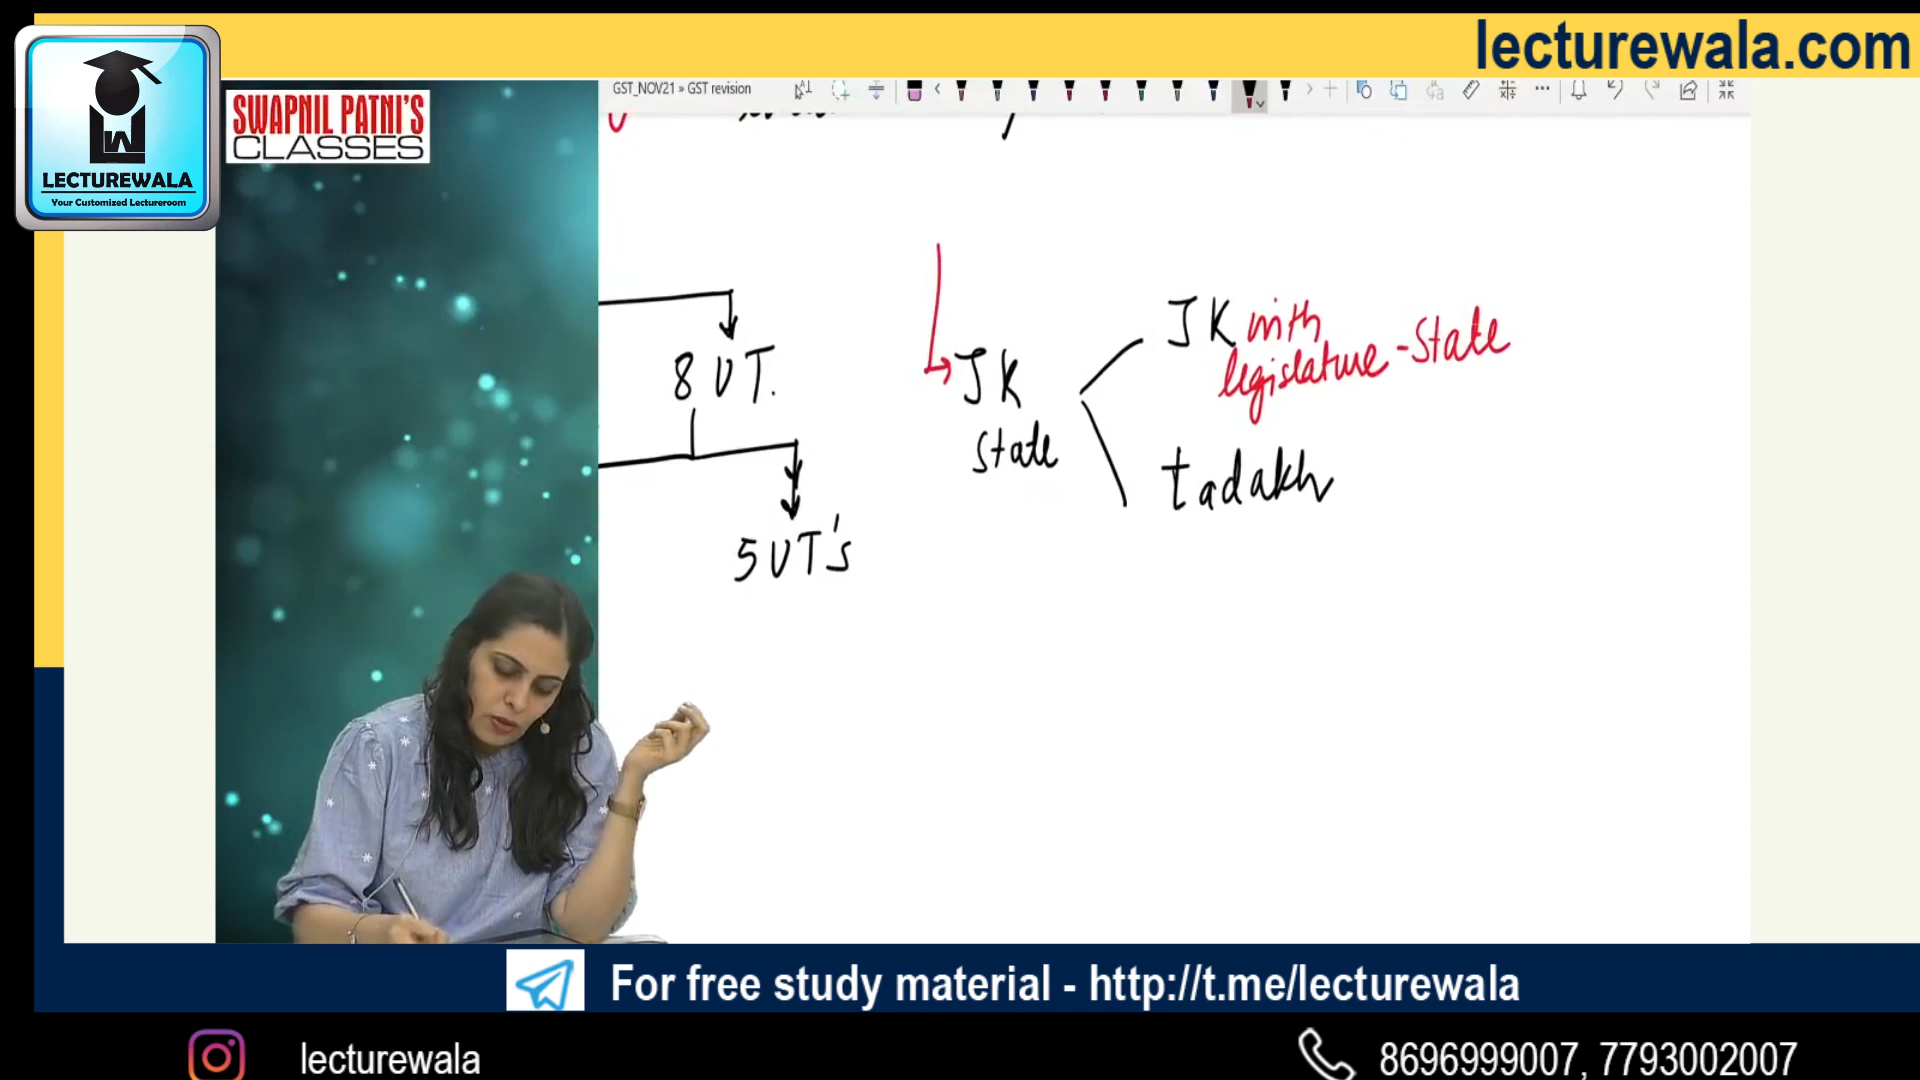 lecturewala.com
LW
LECTUREWALA
Your Customized Lectureroom
SWAPNIL PATNI'S
CLASSES
GST_NOV21 » GST revision
8 UT.
5 UT's
JK
State
JK with
legislature - State
Ladakh
For free study material - http://t.me/lecturewala
lecturewala
8696999007, 7793002007